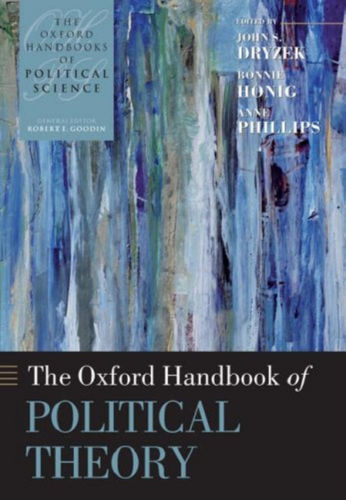 THE
OXFORD
HANDBOOKS
OF
POLITICAL
SCIENCE
GENERAL EDITOR
ROBERT E. GOODIN
EDITED BY
JOHN S.
DRYZEK
BONNIE
HONIG
ANNE
PHILLIPS
The Oxford Handbook of
POLITICAL
THEORY